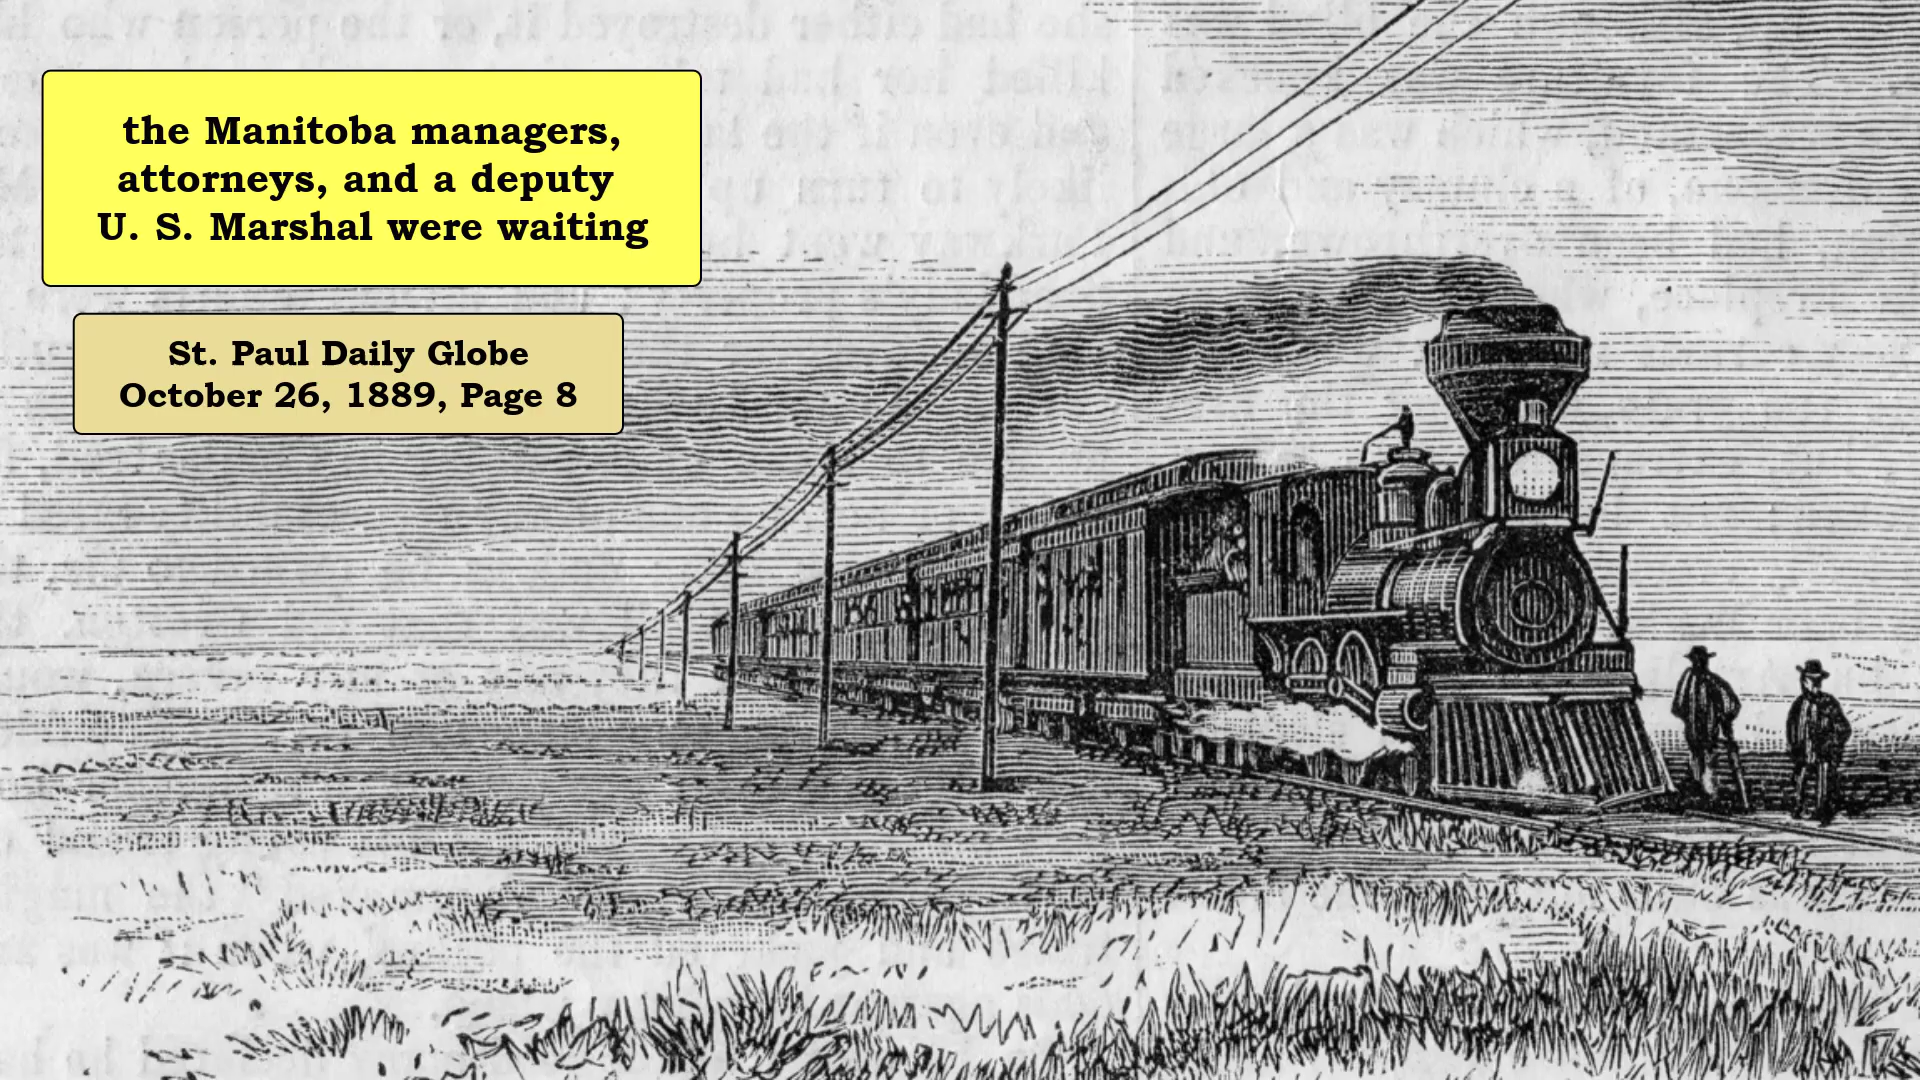 the Manitoba managers,
attorneys, and a deputy
U. S. Marshal were waiting
St. Paul Daily Globe
October 26, 1889, Page 8